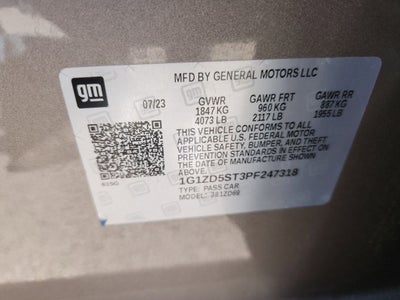 gm
MFD BY GENERAL MOTORS LLC
07/23 GVWR GAWR FRT GAWR RR
1847 KG 960 KG 887 KG
4073 LB 2117 LB 1955 LB
THIS VEHICLE CONFORMS TO ALL
APPLICABLE U.S. FEDERAL MOTOR
VEHICLE SAFETY, BUMPER, AND THEFT
PREVENTION STANDARDS IN EFFECT ON
THE DATE OF MANUFACTURE SHOWN ABOVE.
1G1ZD5ST3PF247318
TYPE: PASS CAR
MODEL: